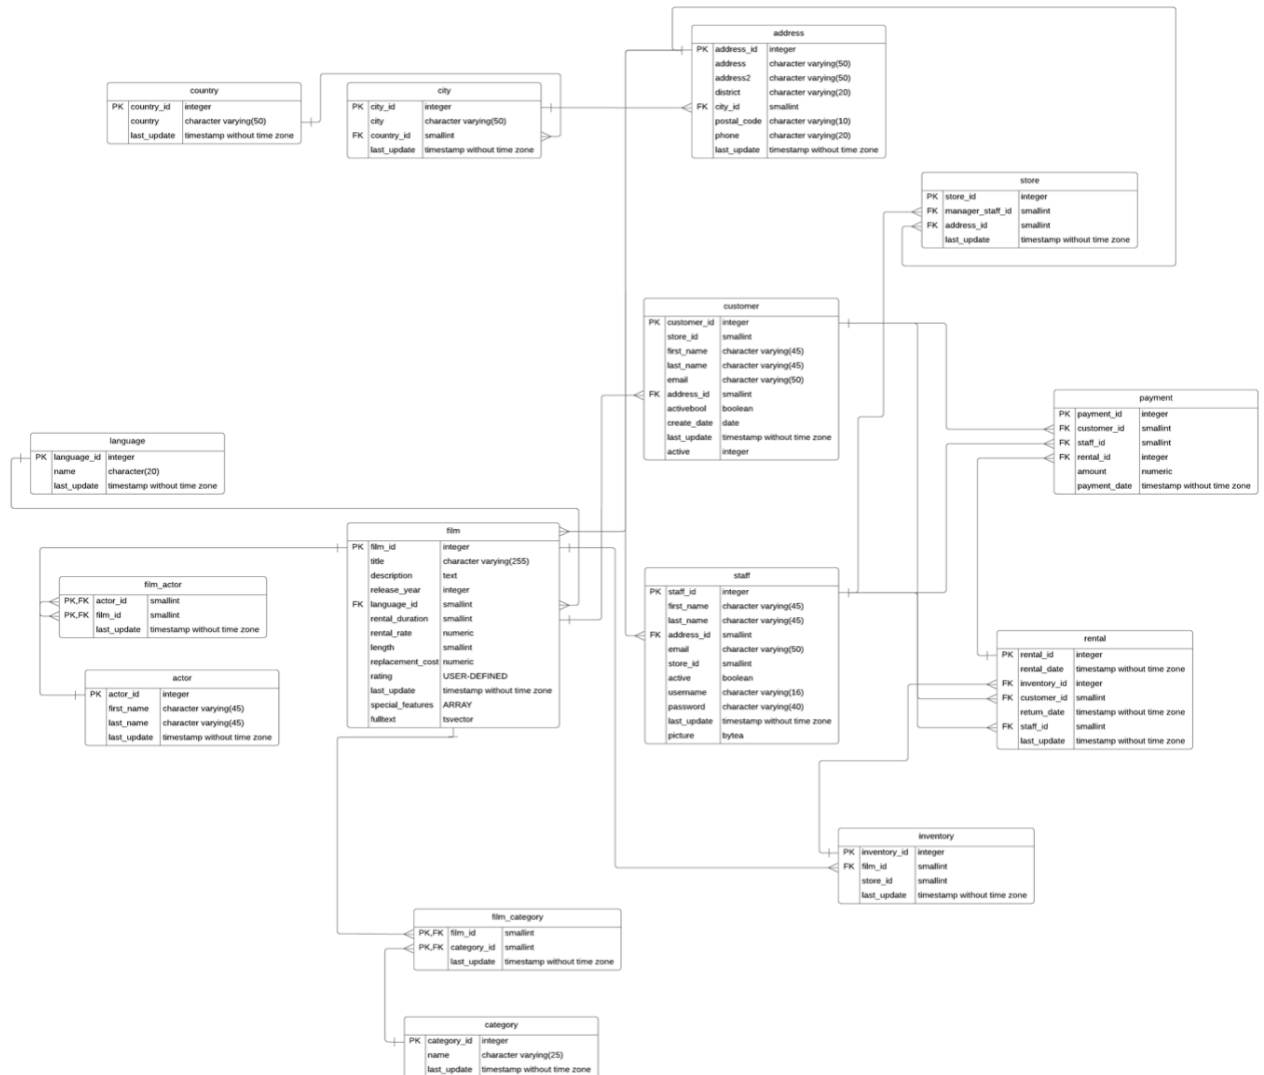 address
PK address_id integer
address character varying(50)
address2 character varying(50)
district character varying(20)
FK city_id smallint
postal_code character varying(10)
phone character varying(20)
last_update timestamp without time zone
country
PK country_id integer
country character varying(50)
last_update timestamp without time zone
city
PK city_id integer
city character varying(50)
FK country_id smallint
last_update timestamp without time zone
store
PK store_id integer
FK manager_staff_id smallint
FK address_id smallint
last_update timestamp without time zone
customer
PK customer_id integer
store_id smallint
first_name character varying(45)
last_name character varying(45)
email character varying(50)
FK address_id smallint
activebool boolean
create_date date
last_update timestamp without time zone
active integer
payment
PK payment_id integer
FK customer_id smallint
FK staff_id smallint
FK rental_id integer
amount numeric
payment_date timestamp without time zone
language
PK language_id integer
name character(20)
last_update timestamp without time zone
film
PK film_id integer
title character varying(255)
description text
release_year integer
FK language_id smallint
rental_duration smallint
rental_rate numeric
length smallint
replacement_cost numeric
rating USER-DEFINED
last_update timestamp without time zone
special_features ARRAY
fulltext tsvector
film_actor
PK,FK actor_id smallint
PK,FK film_id smallint
last_update timestamp without time zone
staff
PK staff_id integer
first_name character varying(45)
last_name character varying(45)
FK address_id smallint
email character varying(50)
store_id smallint
active boolean
username character varying(16)
password character varying(40)
last_update timestamp without time zone
picture bytea
rental
PK rental_id integer
rental_date timestamp without time zone
FK inventory_id integer
FK customer_id smallint
return_date timestamp without time zone
FK staff_id smallint
last_update timestamp without time zone
actor
PK actor_id integer
first_name character varying(45)
last_name character varying(45)
last_update timestamp without time zone
inventory
PK inventory_id integer
FK film_id smallint
store_id smallint
last_update timestamp without time zone
film_category
PK,FK film_id smallint
PK,FK category_id smallint
last_update timestamp without time zone
category
PK category_id integer
name character varying(25)
last_update timestamp without time zone